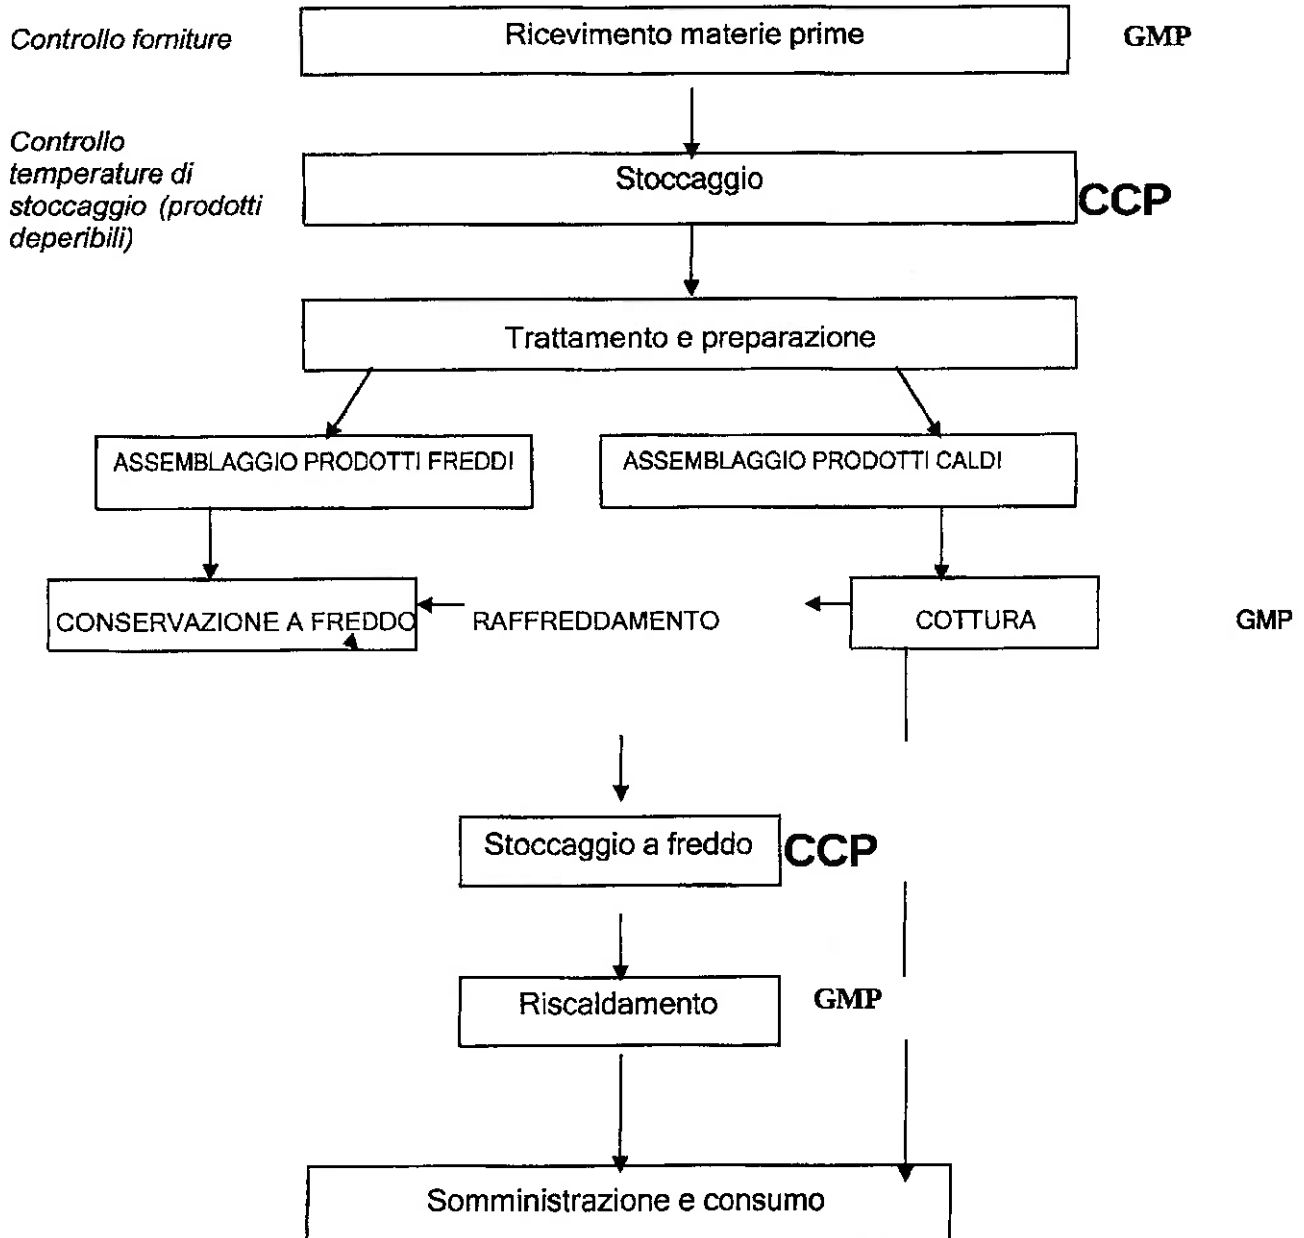 Controllo forniture
Ricevimento materie prime
GMP
Controllo
temperature di
stoccaggio (prodotti
deperibili)
Stoccaggio
CCP
Trattamento e preparazione
ASSEMBLAGGIO PRODOTTI FREDDI
ASSEMBLAGGIO PRODOTTI CALDI
CONSERVAZIONE A FREDDO
RAFFREDDAMENTO
COTTURA
GMP
Stoccaggio a freddo
CCP
Riscaldamento
GMP
Somministrazione e consumo